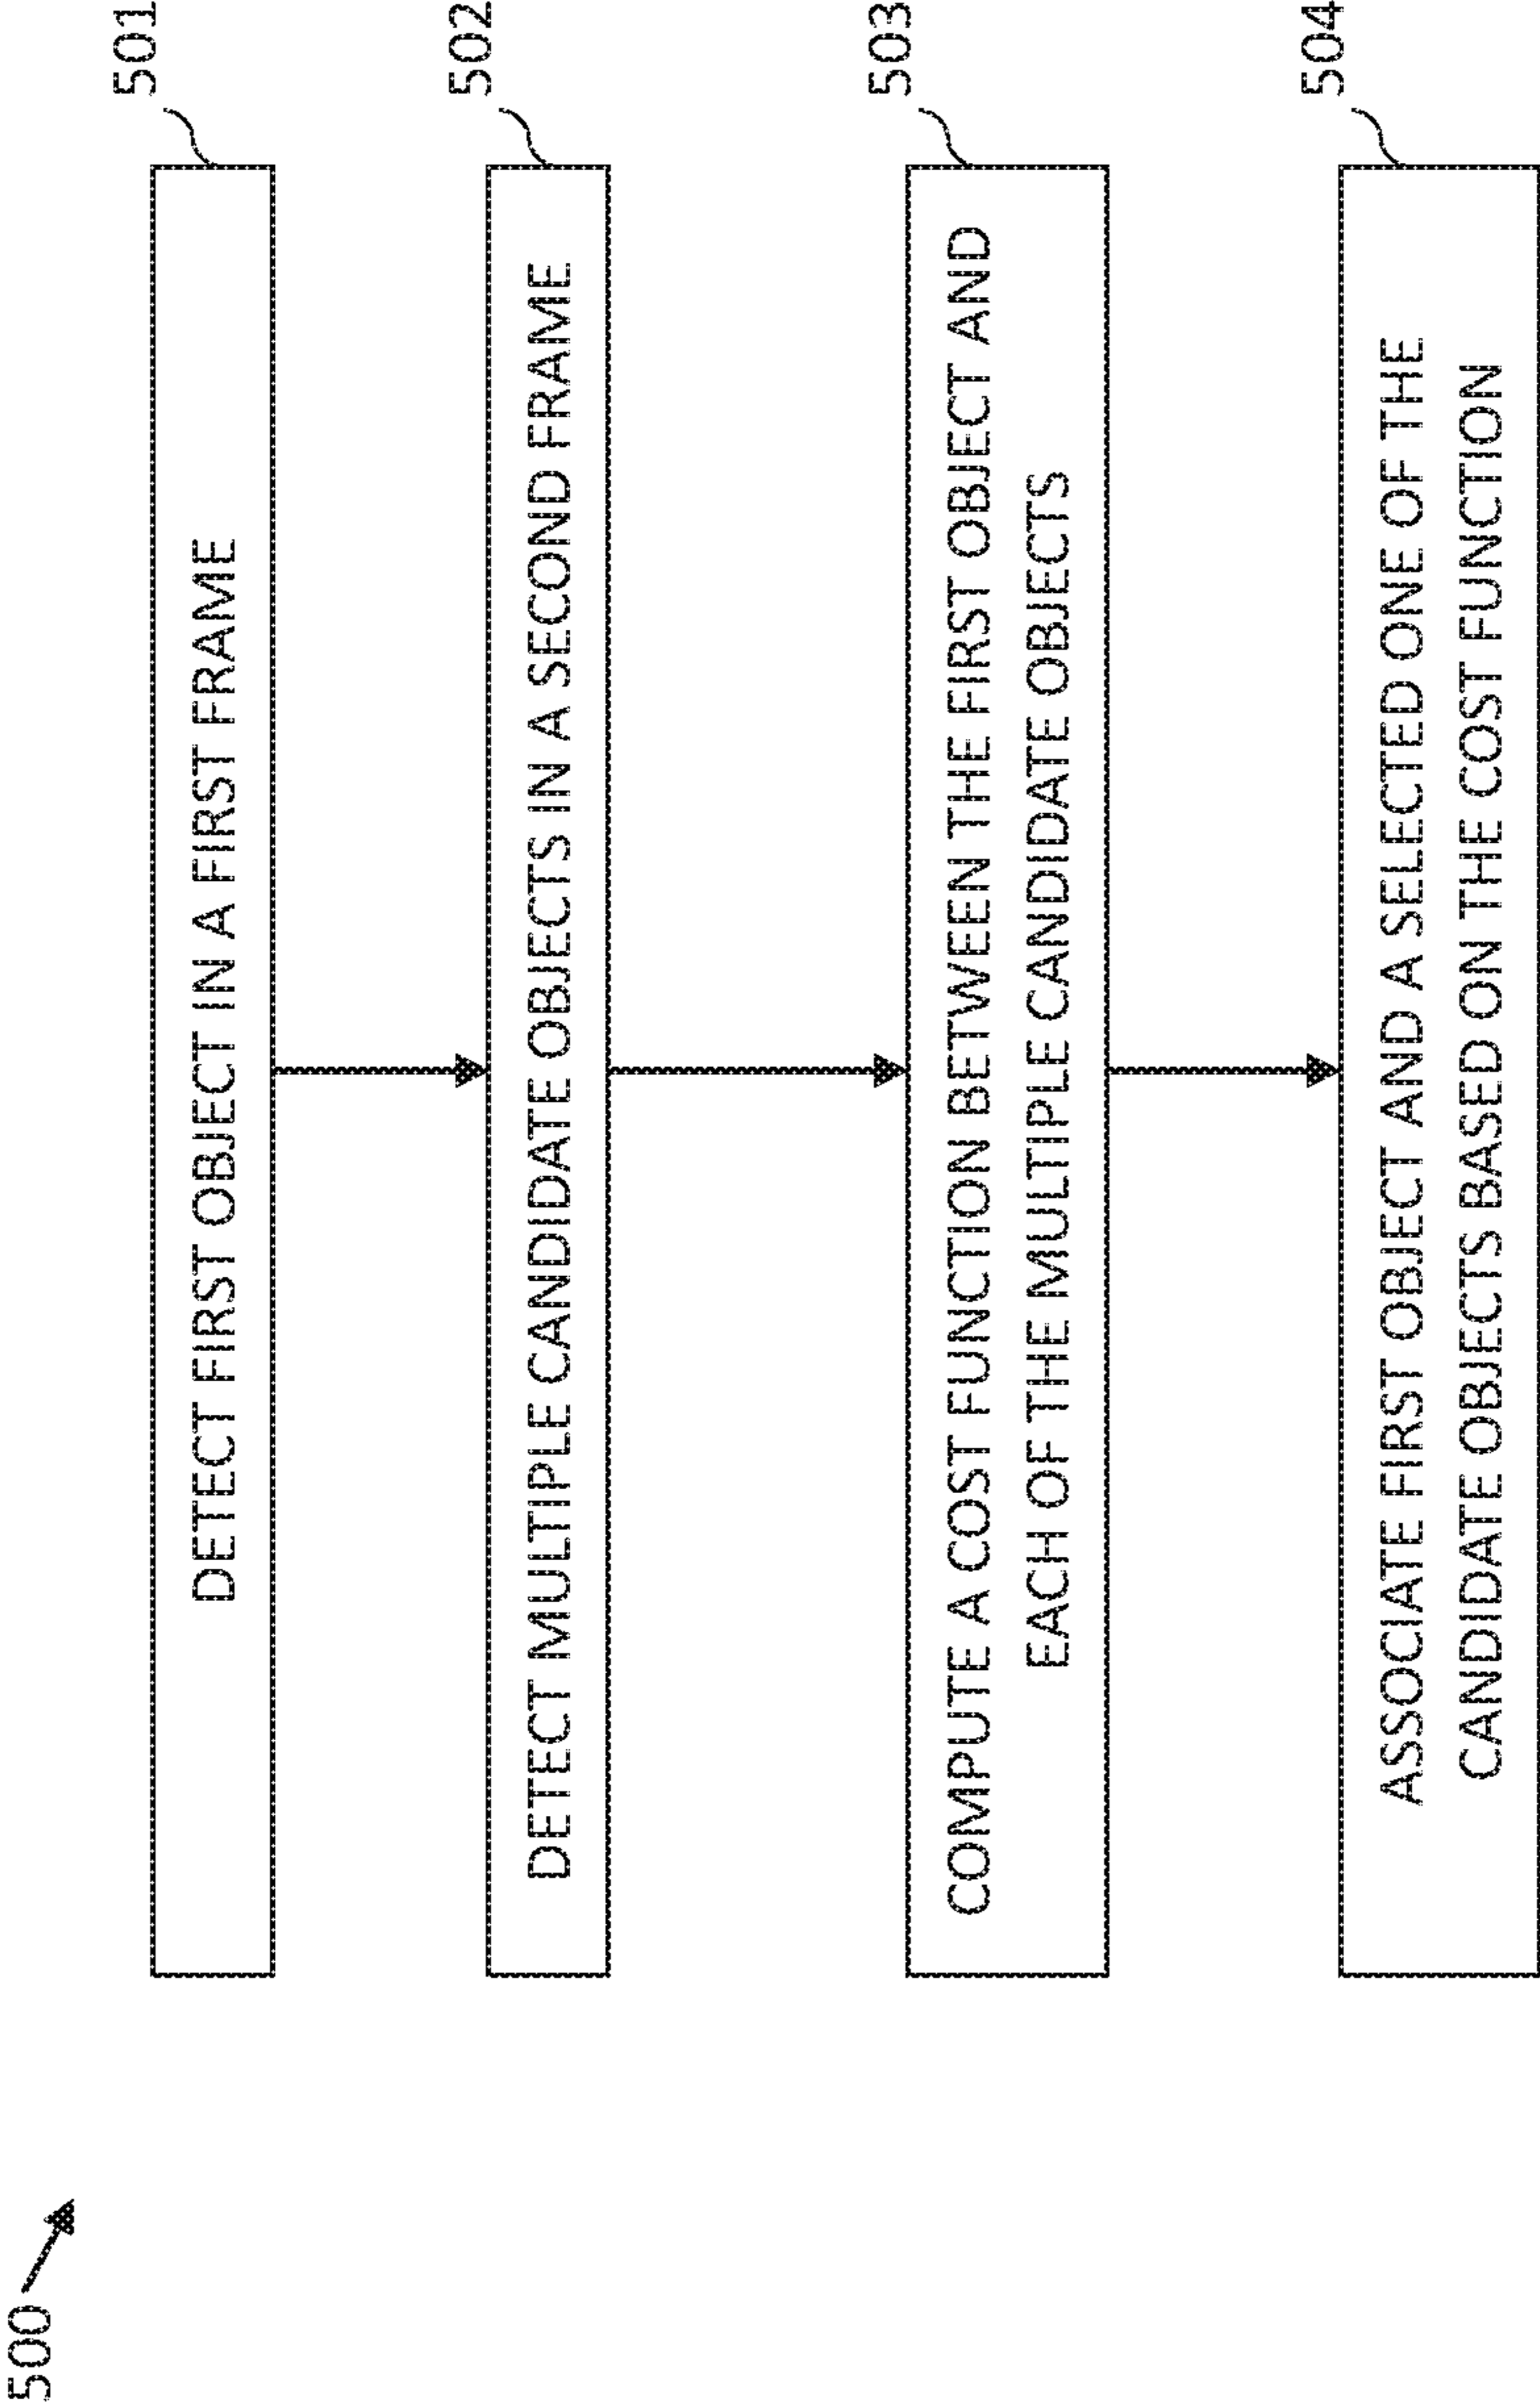 500
501
DETECT FIRST OBJECT IN A FIRST FRAME
502
DETECT MULTIPLE CANDIDATE OBJECTS IN A SECOND FRAME
503
COMPUTE A COST FUNCTION BETWEEN THE FIRST OBJECT AND
EACH OF THE MULTIPLE CANDIDATE OBJECTS
504
ASSOCIATE FIRST OBJECT AND A SELECTED ONE OF THE
CANDIDATE OBJECTS BASED ON THE COST FUNCTION